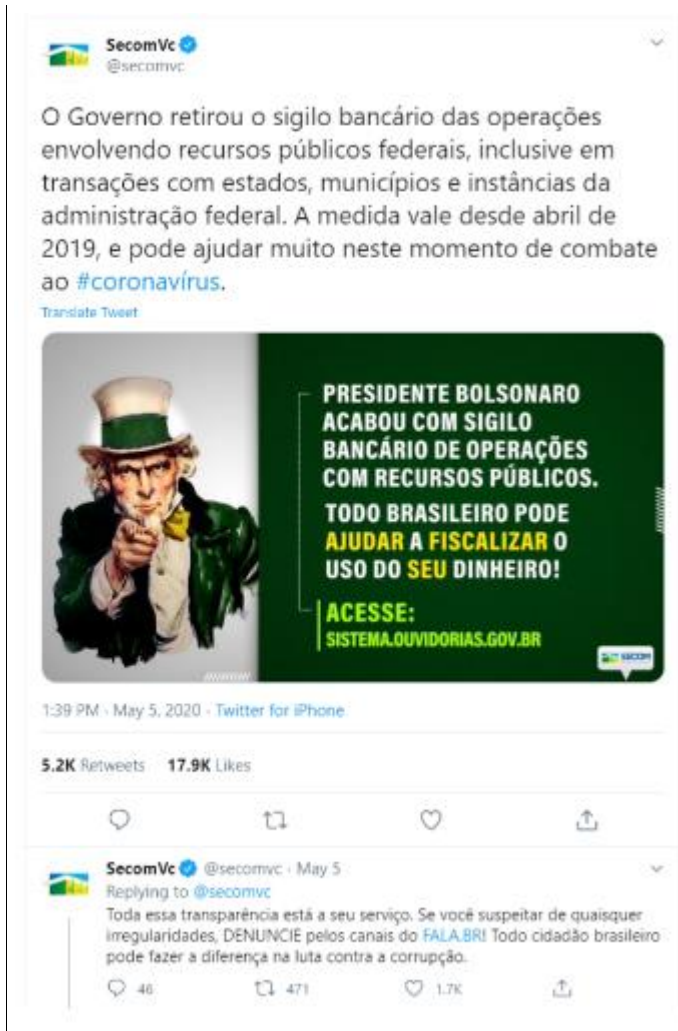 SecomVc
@secomvc
O Governo retirou o sigilo bancário das operações
envolvendo recursos públicos federais, inclusive em
transações com estados, municípios e instâncias da
administração federal. A medida vale desde abril de
2019, e pode ajudar muito neste momento de combate
ao #coronavírus.
Translate Tweet
PRESIDENTE BOLSONARO
ACABOU COM SIGILO
BANCÁRIO DE OPERAÇÕES
COM RECURSOS PÚBLICOS.
TODO BRASILEIRO PODE
AJUDAR A FISCALIZAR O
USO DO SEU DINHEIRO!
ACESSE:
SISTEMA.OUVIDORIAS.GOV.BR
SECOM
1:39 PM · May 5, 2020 · Twitter for iPhone
5.2K Retweets 17.9K Likes
SecomVc @secomvc · May 5
Replying to @secomvc
Toda essa transparência está a seu serviço. Se você suspeitar de quaisquer
irregularidades, DENUNCIE pelos canais do FALA.BR! Todo cidadão brasileiro
pode fazer a diferença na luta contra a corrupção.
46 471 1.7K